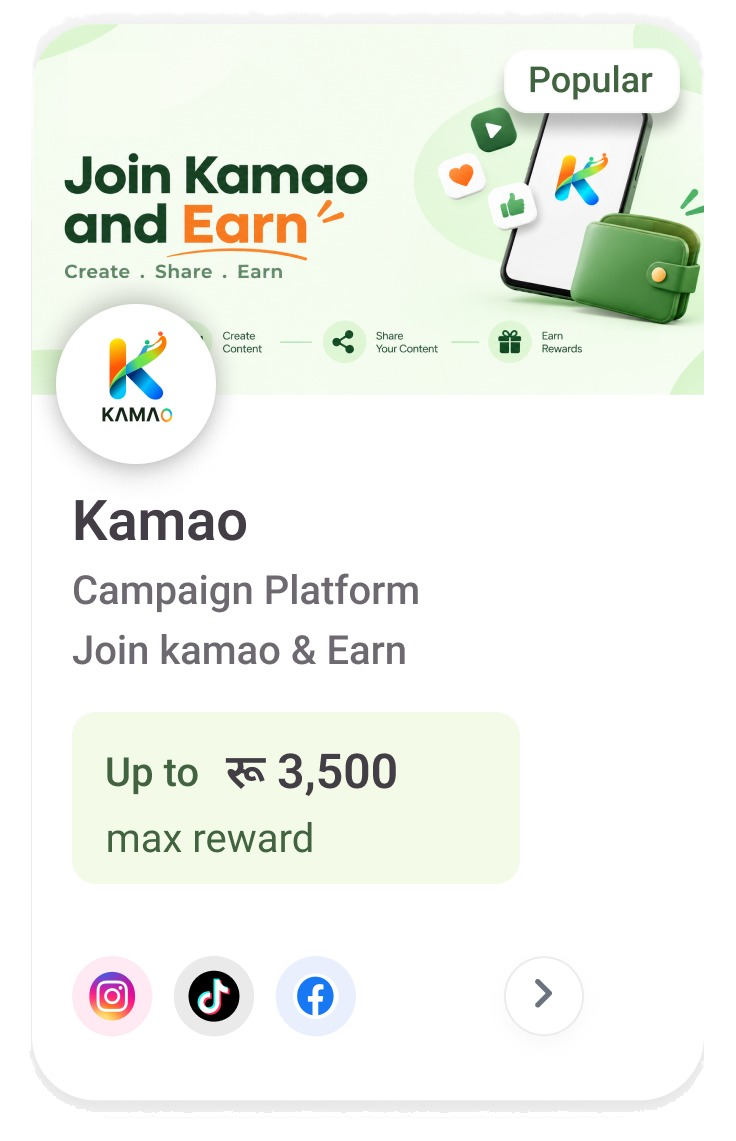 Popular
Join Kamao
and Earn
Create . Share . Earn
Create
Content
Share
Your Content
Earn
Rewards
KAMAO
Kamao
Campaign Platform
Join kamao & Earn
Up to रू 3,500
max reward